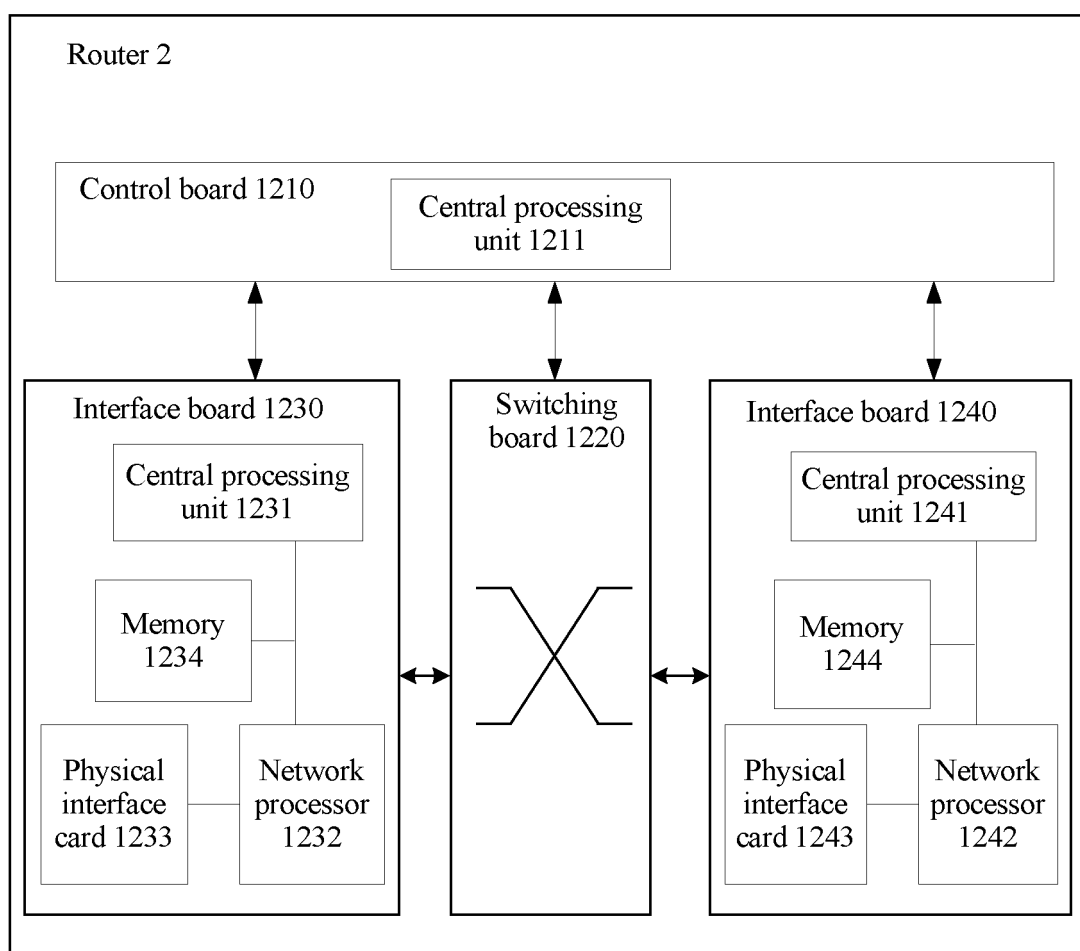 Router 2
Control board 1210
Central processing
unit 1211
Interface board 1230
Central processing
unit 1231
Memory
1234
Physical
interface
card 1233
Network
processor
1232
Switching
board 1220
Interface board 1240
Central processing
unit 1241
Memory
1244
Physical
interface
card 1243
Network
processor
1242